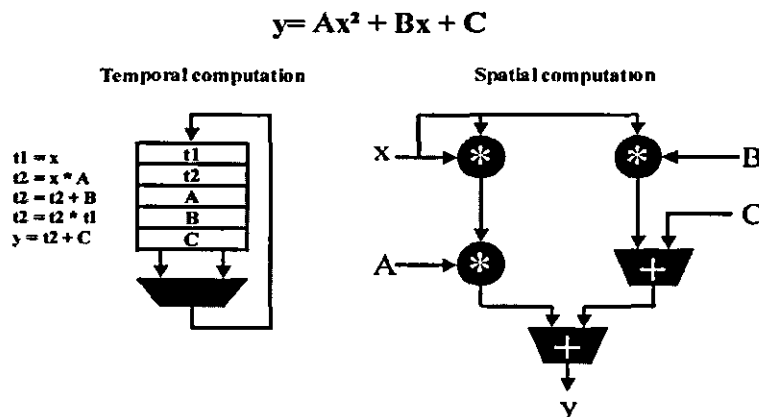 y= Ax² + Bx + C
Temporal computation
t1 = x
t2 = x * A
t2 = t2 + B
t2 = t2 * t1
y = t2 + C
t1
t2
A
B
C
Spatial computation
x
*
*
B
C
A
*
+
+
y